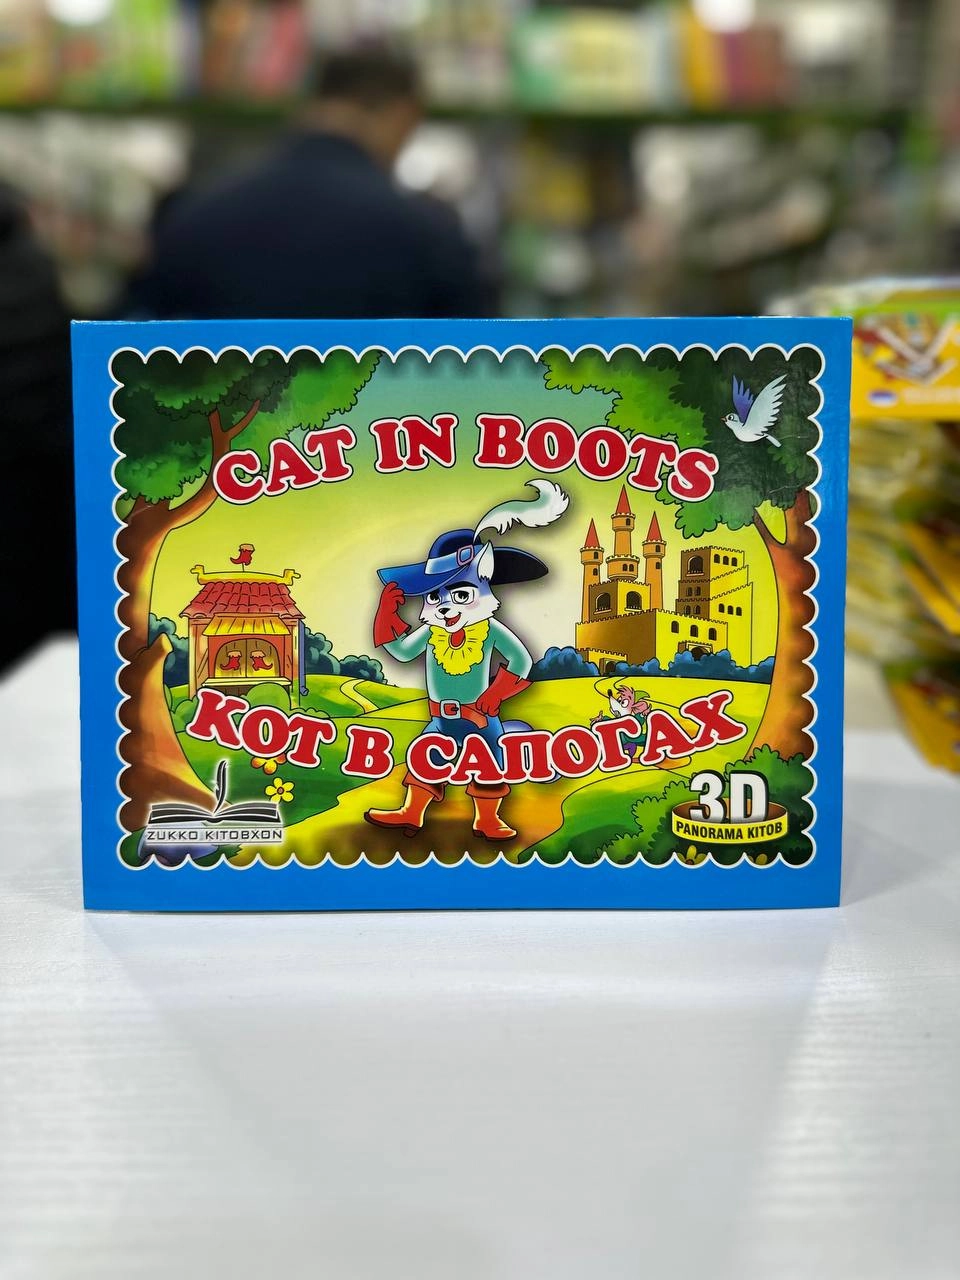 CAT IN BOOTS
КОТ В САПОГАХ
3D
PANORAMA KITOB
ZUKKO KITOBXON